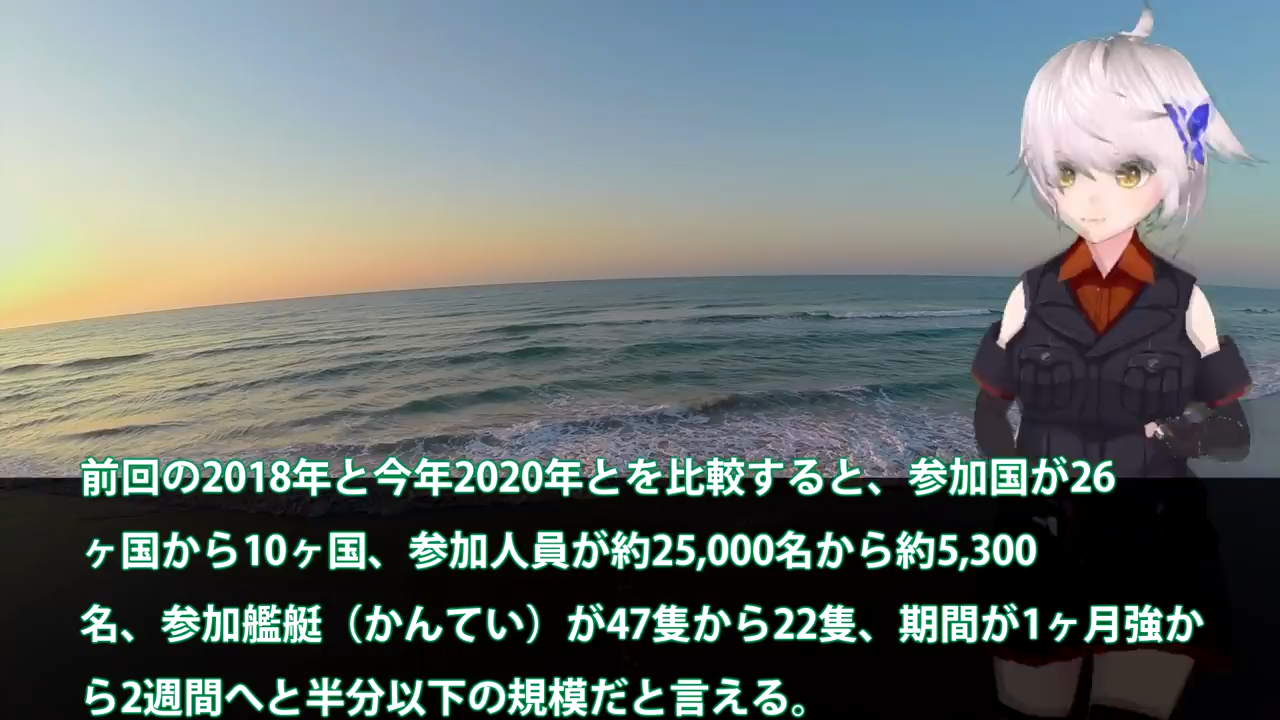 前回の2018年と今年2020年とを比較すると、参加国が26
ヶ国から10ヶ国、参加人員が約25,000名から約5,300
名、参加艦艇（かんてい）が47隻から22隻、期間が1ヶ月強か
ら2週間へと半分以下の規模だと言える。